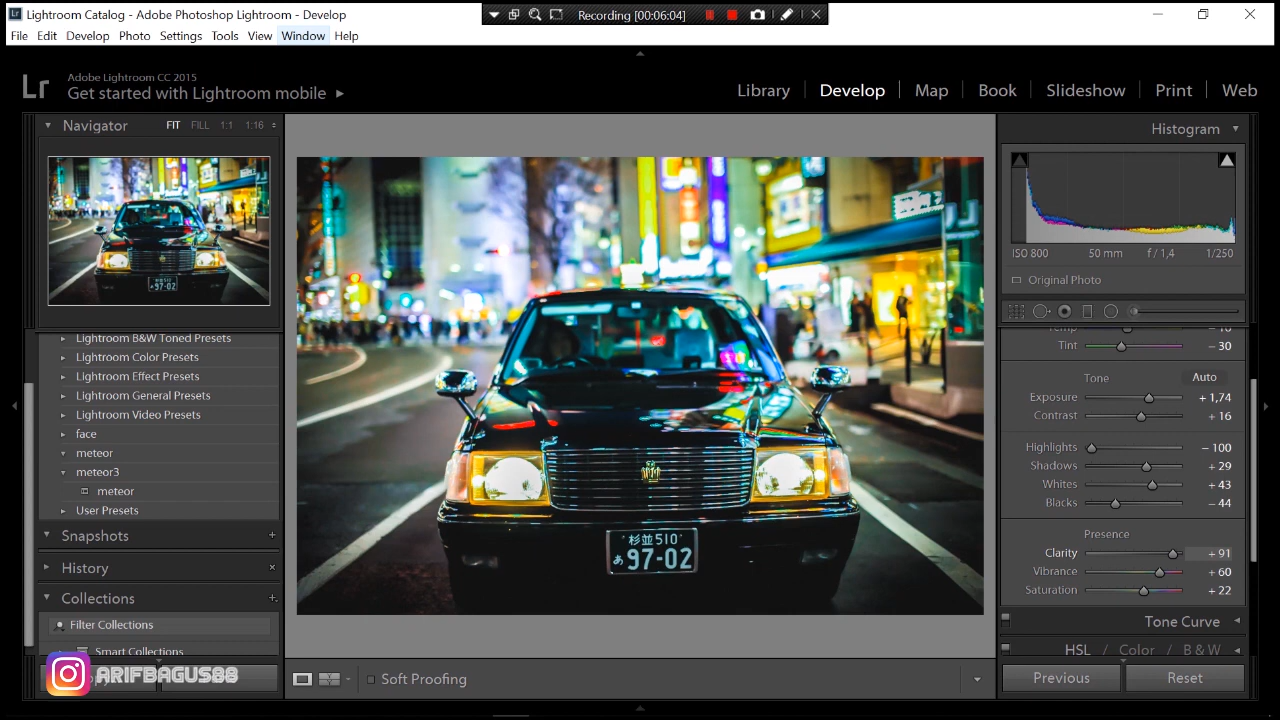 Lightroom Catalog - Adobe Photoshop Lightroom - Develop
Recording [00:06:04]
File Edit Develop Photo Settings Tools View Window Help
Lr
Adobe Lightroom CC 2015
Get started with Lightroom mobile
Library Develop Map Book Slideshow Print Web
Navigator FIT FILL 1:1 1:16
Histogram
ISO 800 50 mm f / 1,4 1/250
Original Photo
Lightroom B&W Toned Presets
Lightroom Color Presets
Lightroom Effect Presets
Lightroom General Presets
Lightroom Video Presets
face
meteor
meteor3
meteor
User Presets
Snapshots
History
Collections
Filter Collections
Smart Collections
ARIFBAGUS88
杉並510
あ 97-02
Soft Proofing
Temp - 10
Tint - 30
Tone Auto
Exposure + 1,74
Contrast + 16
Highlights - 100
Shadows + 29
Whites + 43
Blacks - 44
Presence
Clarity + 91
Vibrance + 60
Saturation + 22
Tone Curve
HSL / Color / B & W
Previous Reset